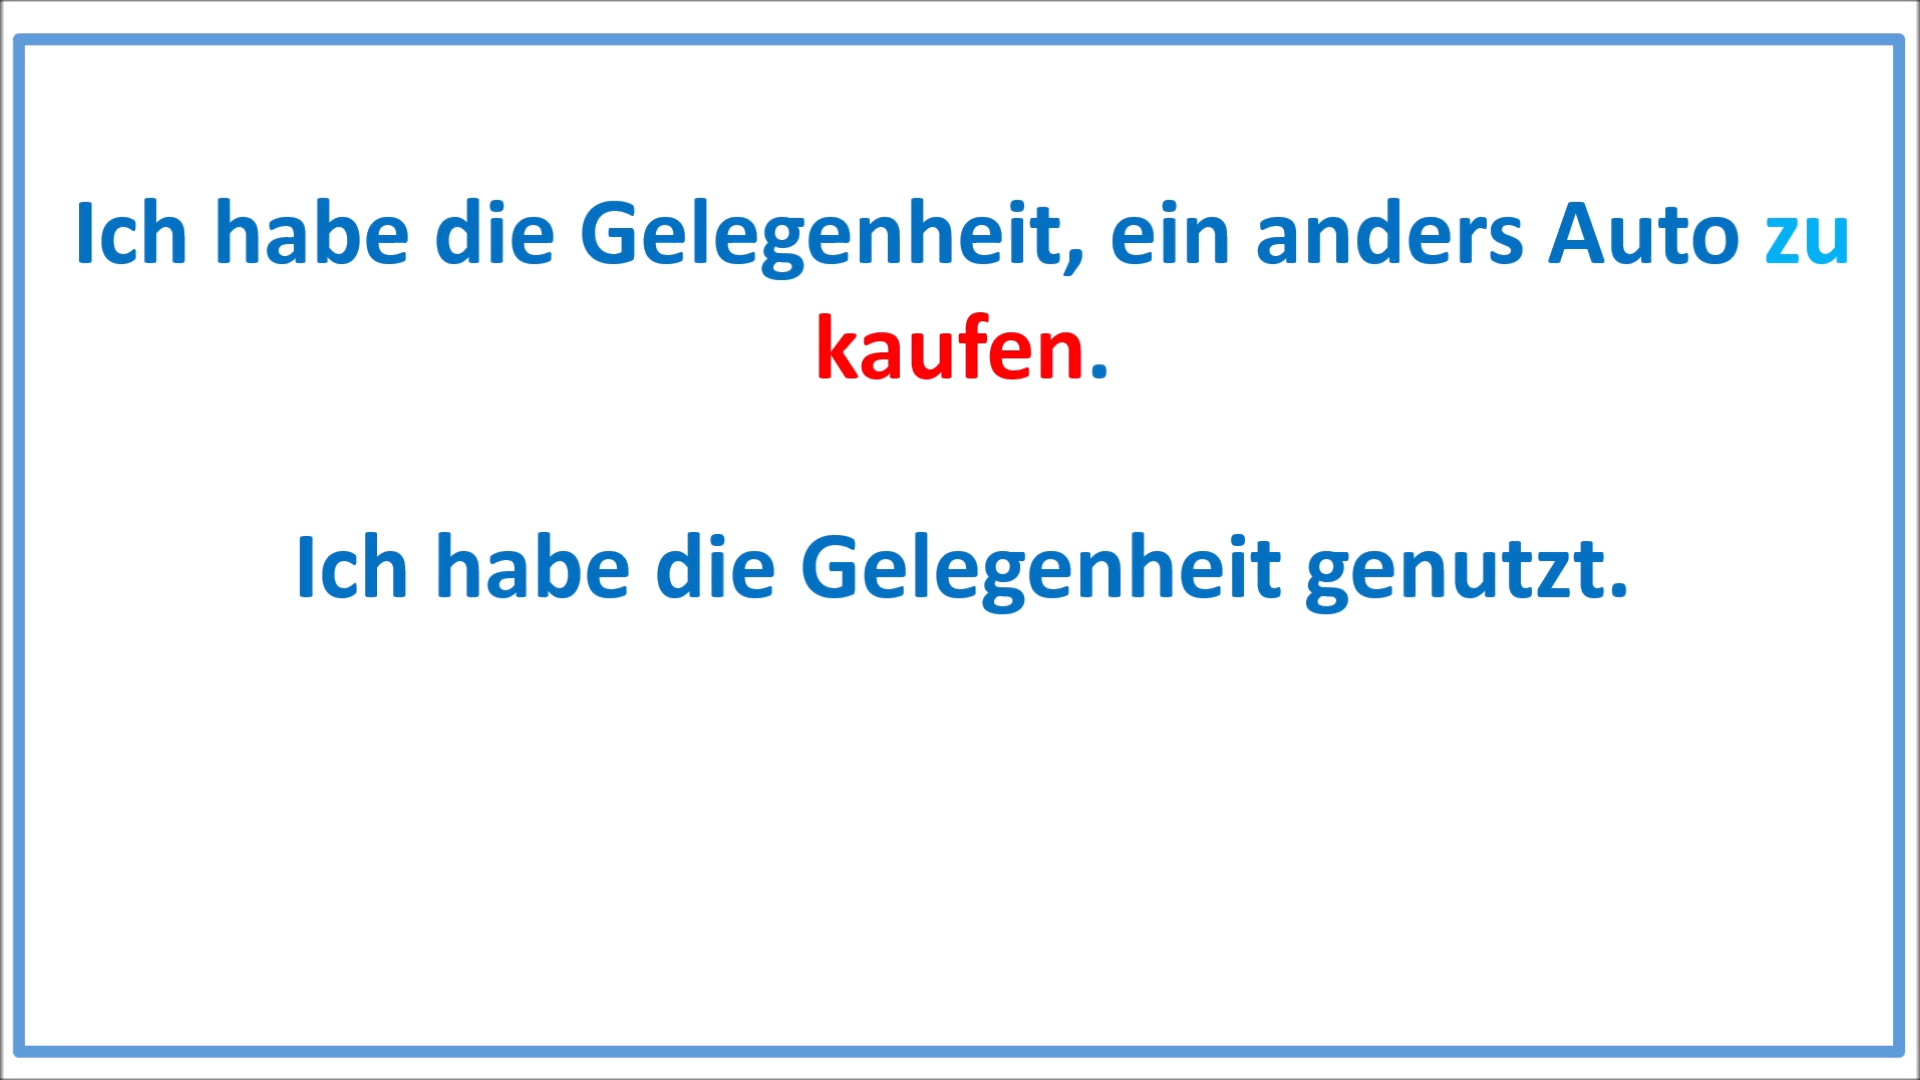 Ich habe die Gelegenheit, ein anders Auto zu
kaufen.
Ich habe die Gelegenheit genutzt.